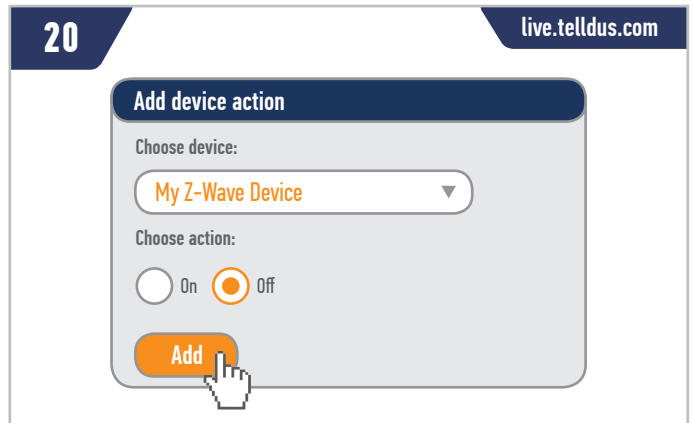 20
live.telldus.com
Add device action
Choose device:
My Z-Wave Device
Choose action:
On Off
Add